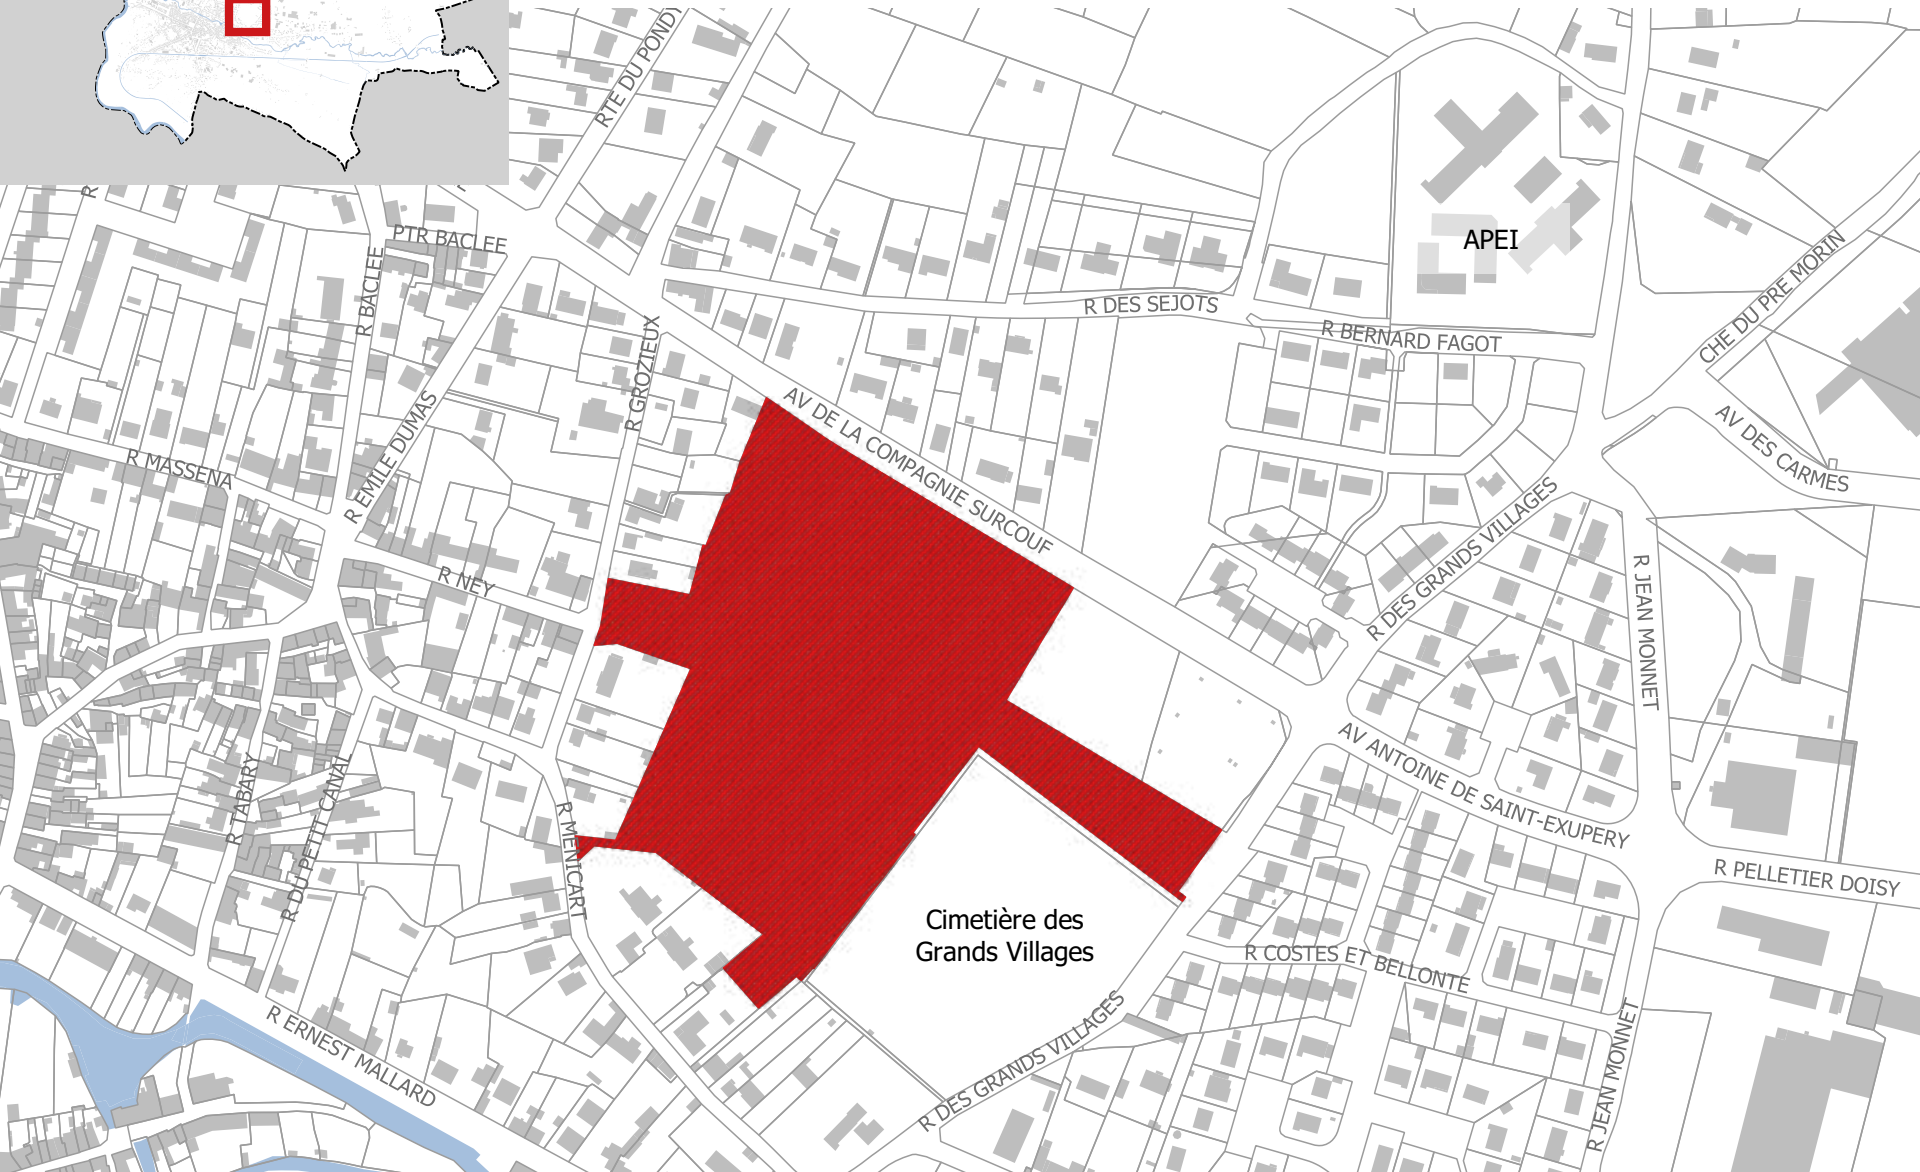 RTE DU PONDY
PTR BACLEE
R BACLEE
APEI
R DES SEJOTS
R BERNARD FAGOT
CHE DU PRE MORIN
R GROZIEUX
R EMILE DUMAS
AV DE LA COMPAGNIE SURCOUF
AV DES CARMES
R MASSENA
R NEY
R DES GRANDS VILLAGES
R JEAN MONNET
AV ANTOINE DE SAINT-EXUPERY
R TABARY
R DU PETIT CANAL
R MENICART
R PELLETIER DOISY
Cimetière des
Grands Villages
R COSTES ET BELLONTE
R ERNEST MALLARD
R DES GRANDS VILLAGES
R JEAN MONNET